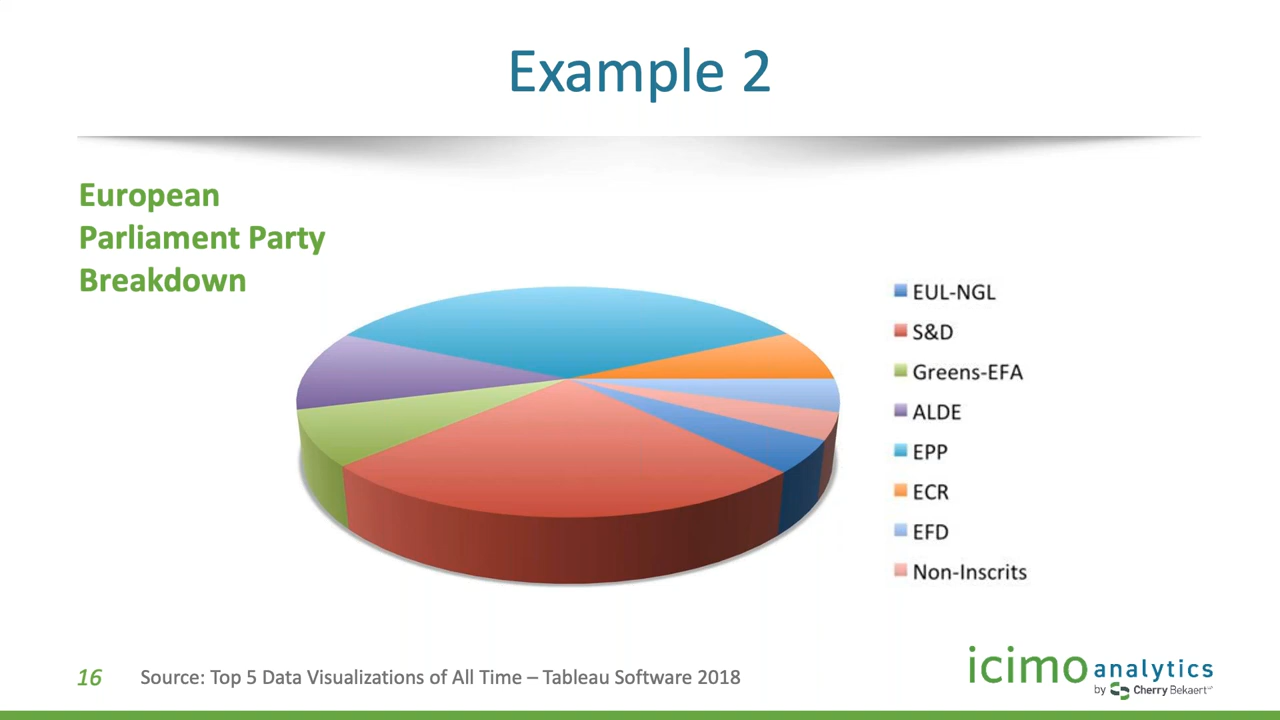 Example 2
European
Parliament Party
Breakdown
EUL-NGL
S&D
Greens-EFA
ALDE
EPP
ECR
EFD
Non-Inscrits
16
Source: Top 5 Data Visualizations of All Time – Tableau Software 2018
icimo analytics
by Cherry Bekaert